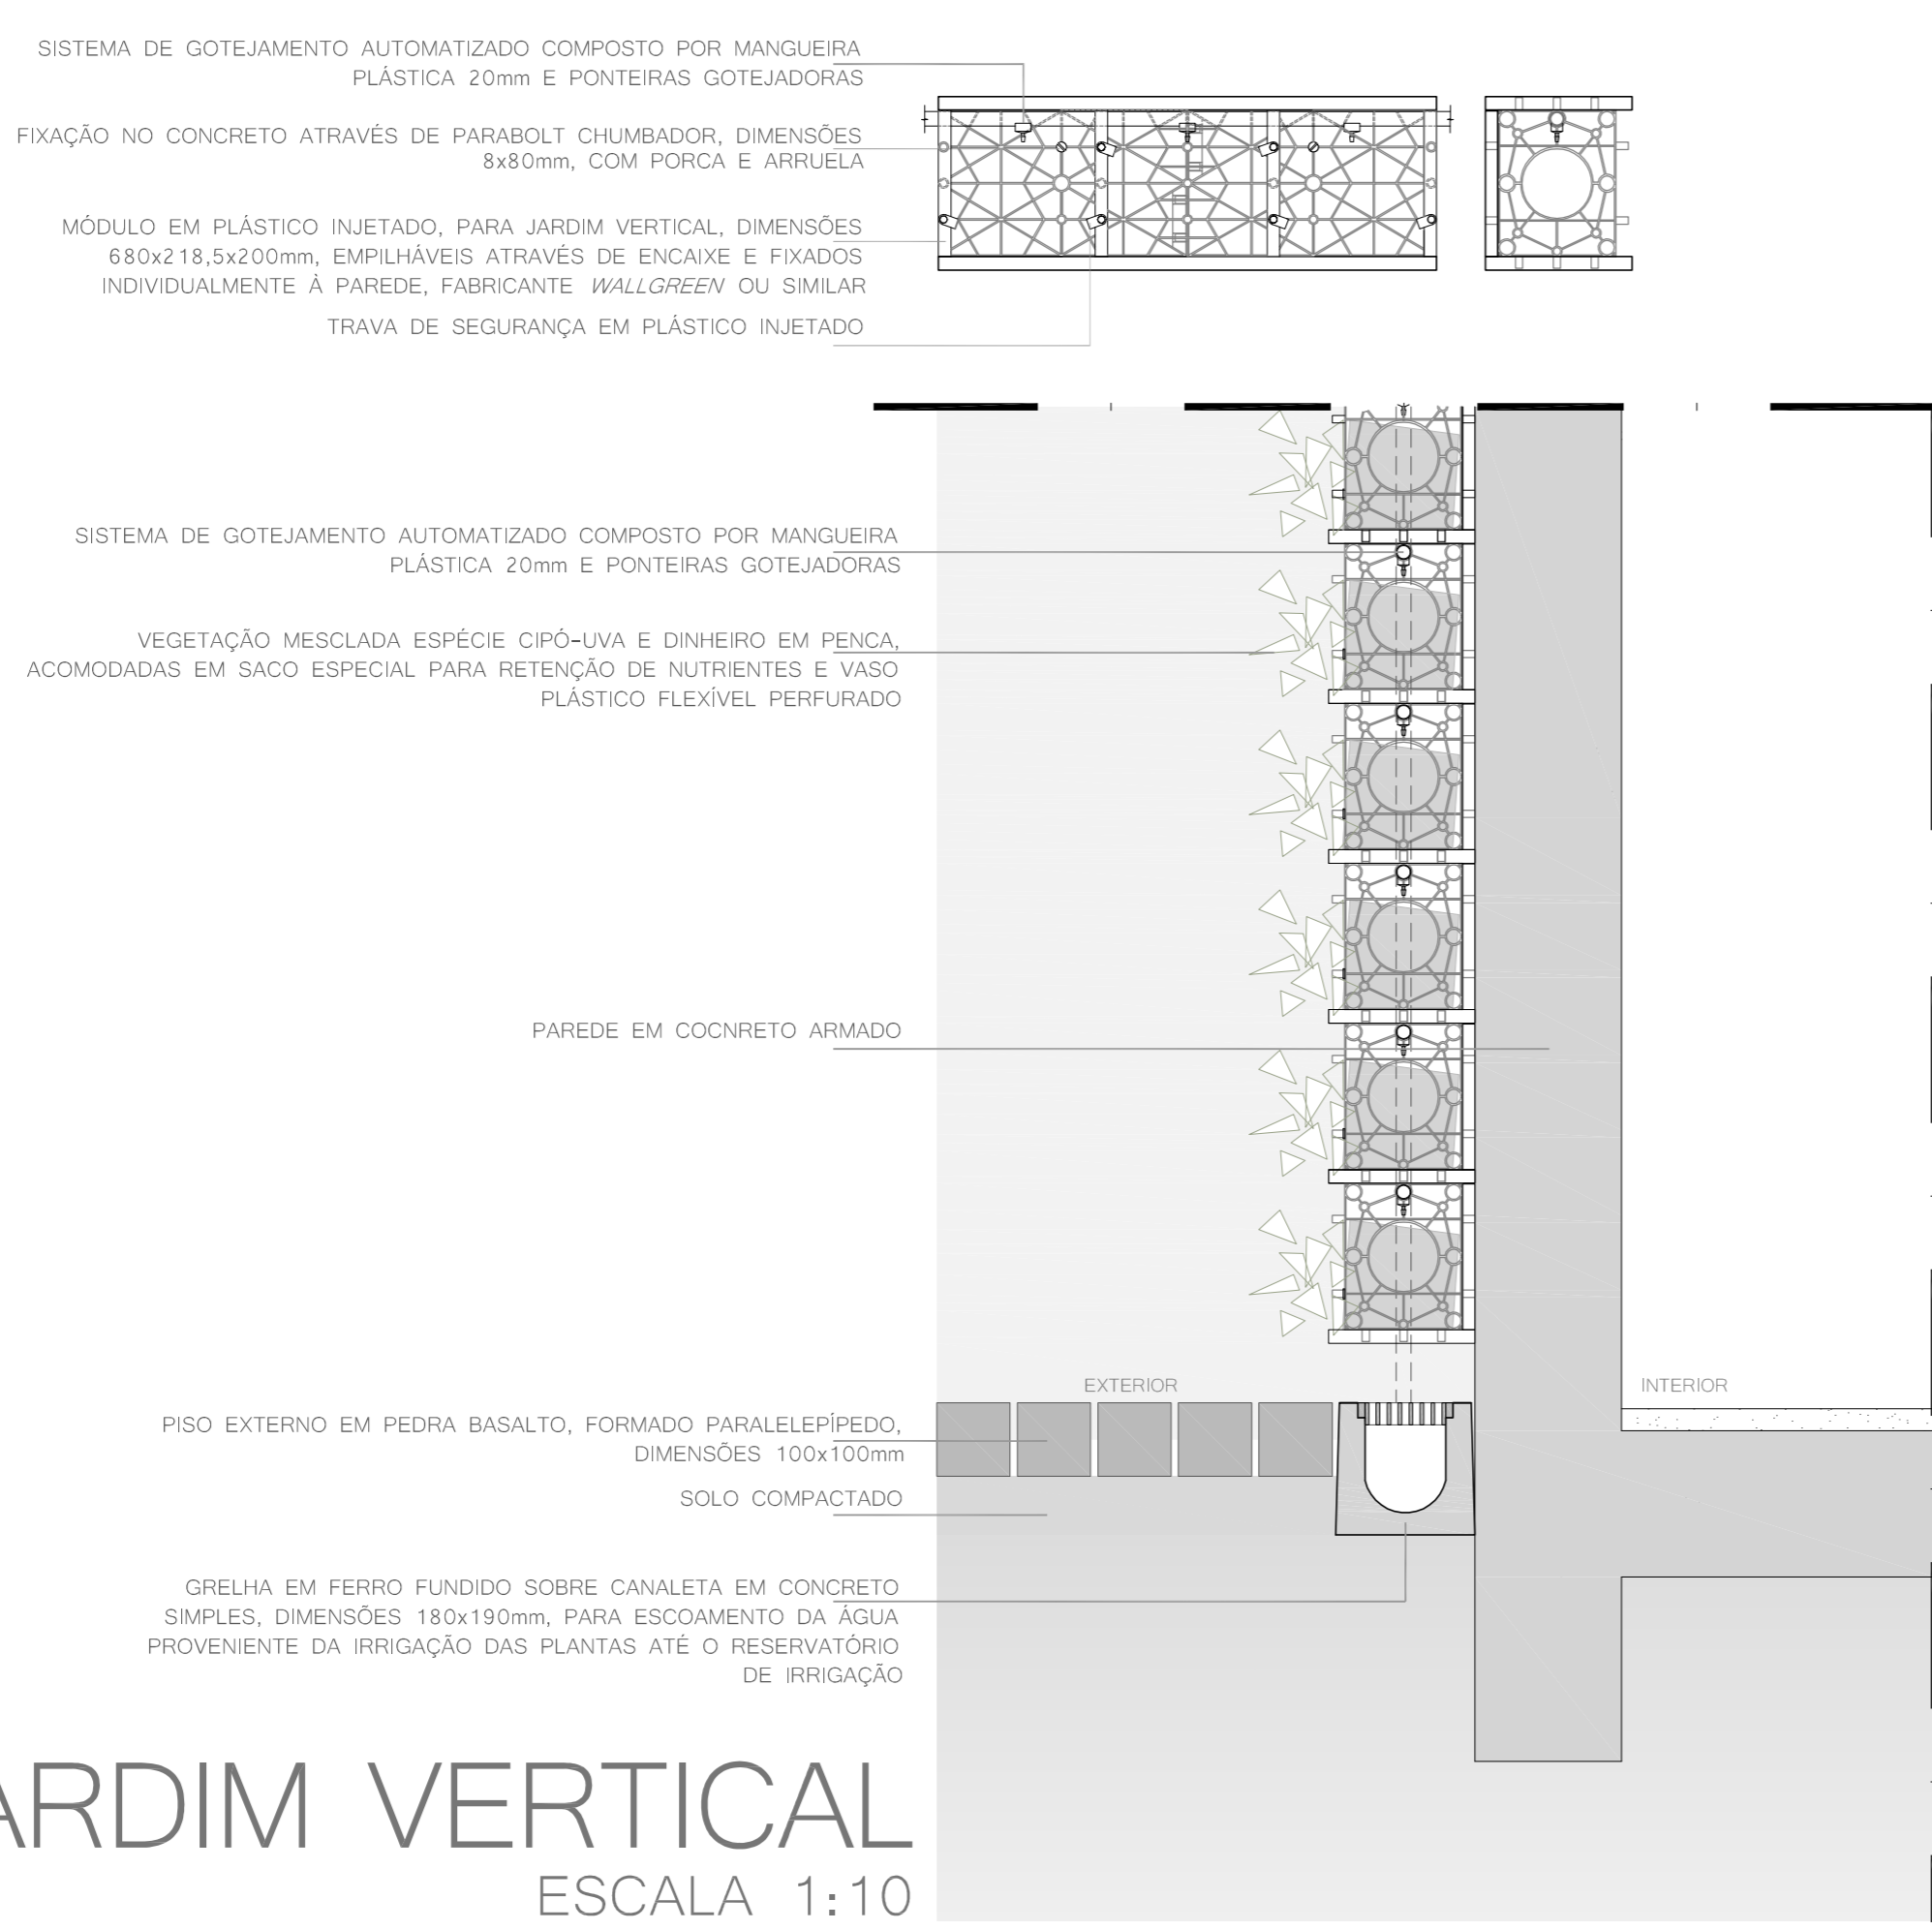 SISTEMA DE GOTEJAMENTO AUTOMATIZADO COMPOSTO POR MANGUEIRA
PLÁSTICA 20mm E PONTEIRAS GOTEJADORAS
FIXAÇÃO NO CONCRETO ATRAVÉS DE PARABOLT CHUMBADOR, DIMENSÕES
8x80mm, COM PORCA E ARRUELA
MÓDULO EM PLÁSTICO INJETADO, PARA JARDIM VERTICAL, DIMENSÕES
680x218,5x200mm, EMPILHÁVEIS ATRAVÉS DE ENCAIXE E FIXADOS
INDIVIDUALMENTE À PAREDE, FABRICANTE WALLGREEN OU SIMILAR
TRAVA DE SEGURANÇA EM PLÁSTICO INJETADO
SISTEMA DE GOTEJAMENTO AUTOMATIZADO COMPOSTO POR MANGUEIRA
PLÁSTICA 20mm E PONTEIRAS GOTEJADORAS
VEGETAÇÃO MESCLADA ESPÉCIE CIPÓ-UVA E DINHEIRO EM PENCA,
ACOMODADAS EM SACO ESPECIAL PARA RETENÇÃO DE NUTRIENTES E VASO
PLÁSTICO FLEXÍVEL PERFURADO
PAREDE EM COCNRETO ARMADO
EXTERIOR
INTERIOR
PISO EXTERNO EM PEDRA BASALTO, FORMADO PARALELEPÍPEDO,
DIMENSÕES 100x100mm
SOLO COMPACTADO
GRELHA EM FERRO FUNDIDO SOBRE CANALETA EM CONCRETO
SIMPLES, DIMENSÕES 180x190mm, PARA ESCOAMENTO DA ÁGUA
PROVENIENTE DA IRRIGAÇÃO DAS PLANTAS ATÉ O RESERVATÓRIO
DE IRRIGAÇÃO
ARDIM VERTICAL
ESCALA 1:10